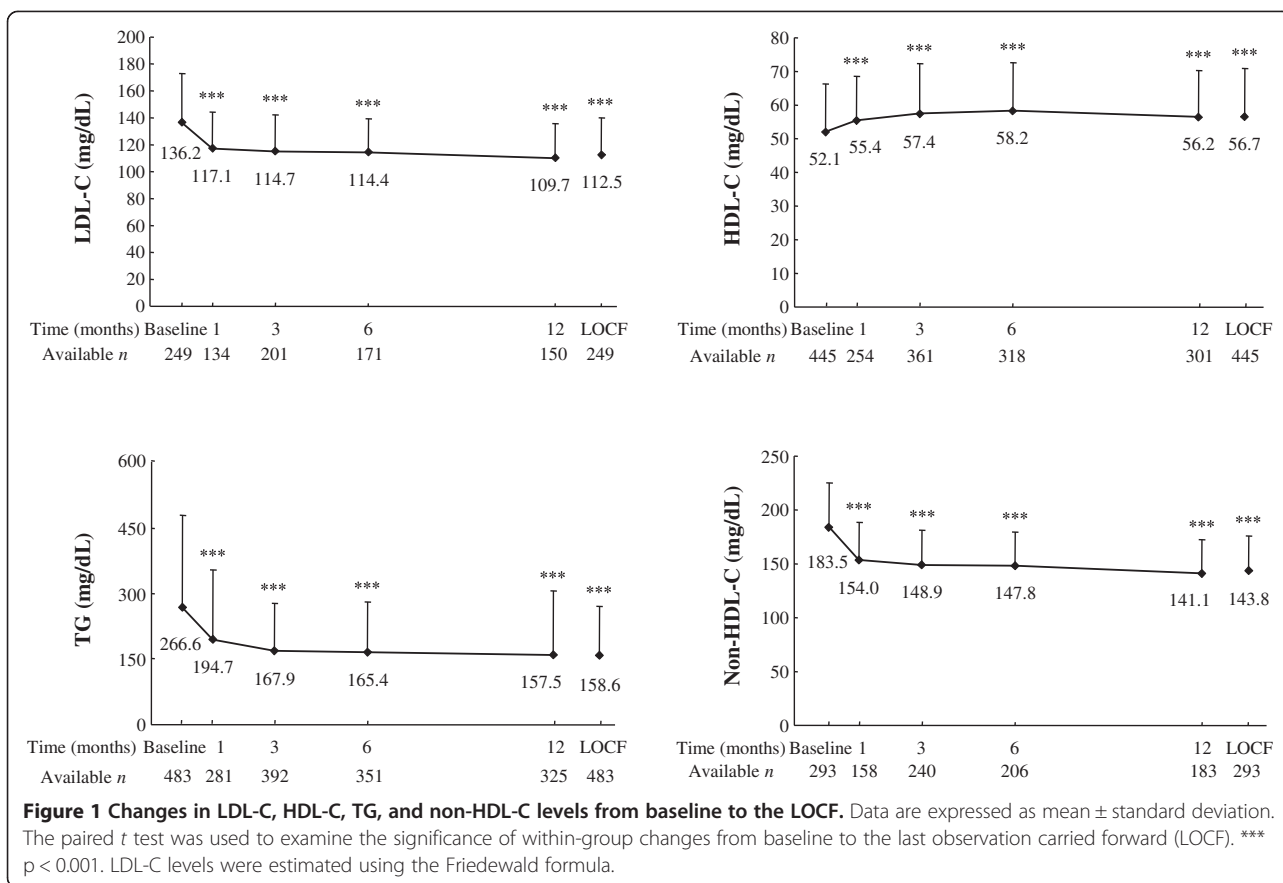 LDL-C (mg/dL)
200
180
160
140
120
100
80
60
40
20
0
*** *** *** *** ***
136.2 117.1 114.7 114.4 109.7 112.5
Time (months) Baseline 1 3 6 12 LOCF
Available n 249 134 201 171 150 249
HDL-C (mg/dL)
80
70
60
50
40
30
20
10
0
*** *** *** *** ***
52.1 55.4 57.4 58.2 56.2 56.7
Time (months) Baseline 1 3 6 12 LOCF
Available n 445 254 361 318 301 445
TG (mg/dL)
600
450
300
150
0
*** *** *** *** ***
266.6 194.7 167.9 165.4 157.5 158.6
Time (months) Baseline 1 3 6 12 LOCF
Available n 483 281 392 351 325 483
Non-HDL-C (mg/dL)
250
200
150
100
50
0
*** *** *** *** ***
183.5 154.0 148.9 147.8 141.1 143.8
Time (months) Baseline 1 3 6 12 LOCF
Available n 293 158 240 206 183 293
Figure 1 Changes in LDL-C, HDL-C, TG, and non-HDL-C levels from baseline to the LOCF. Data are expressed as mean ± standard deviation.
The paired t test was used to examine the significance of within-group changes from baseline to the last observation carried forward (LOCF). ***
p < 0.001. LDL-C levels were estimated using the Friedewald formula.